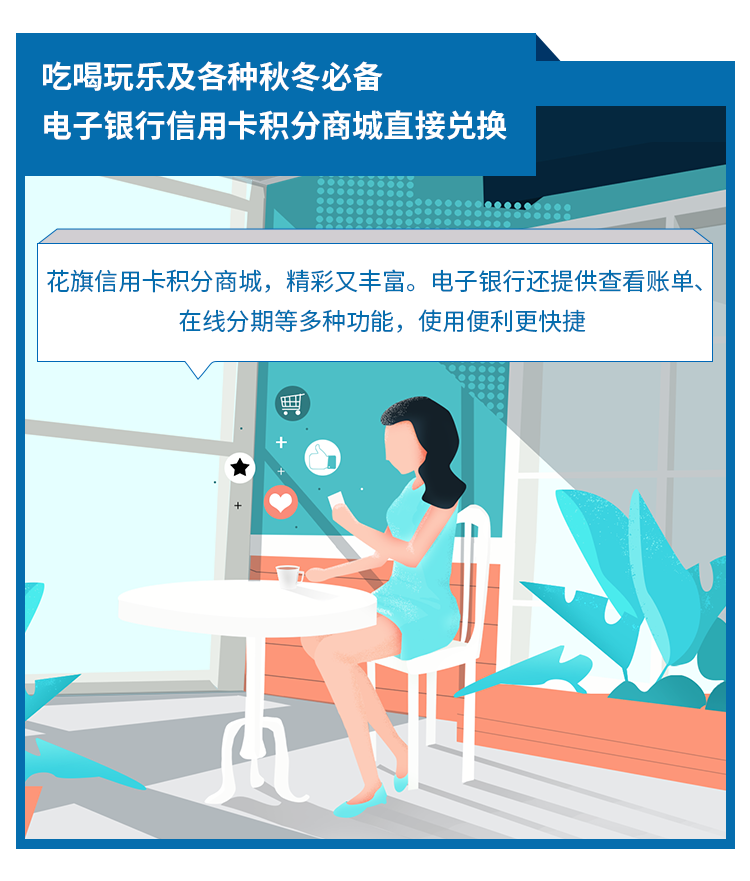 吃喝玩乐及各种秋冬必备
电子银行信用卡积分商城直接兑换
花旗信用卡积分商城，精彩又丰富。电子银行还提供查看账单、
在线分期等多种功能，使用便利更快捷